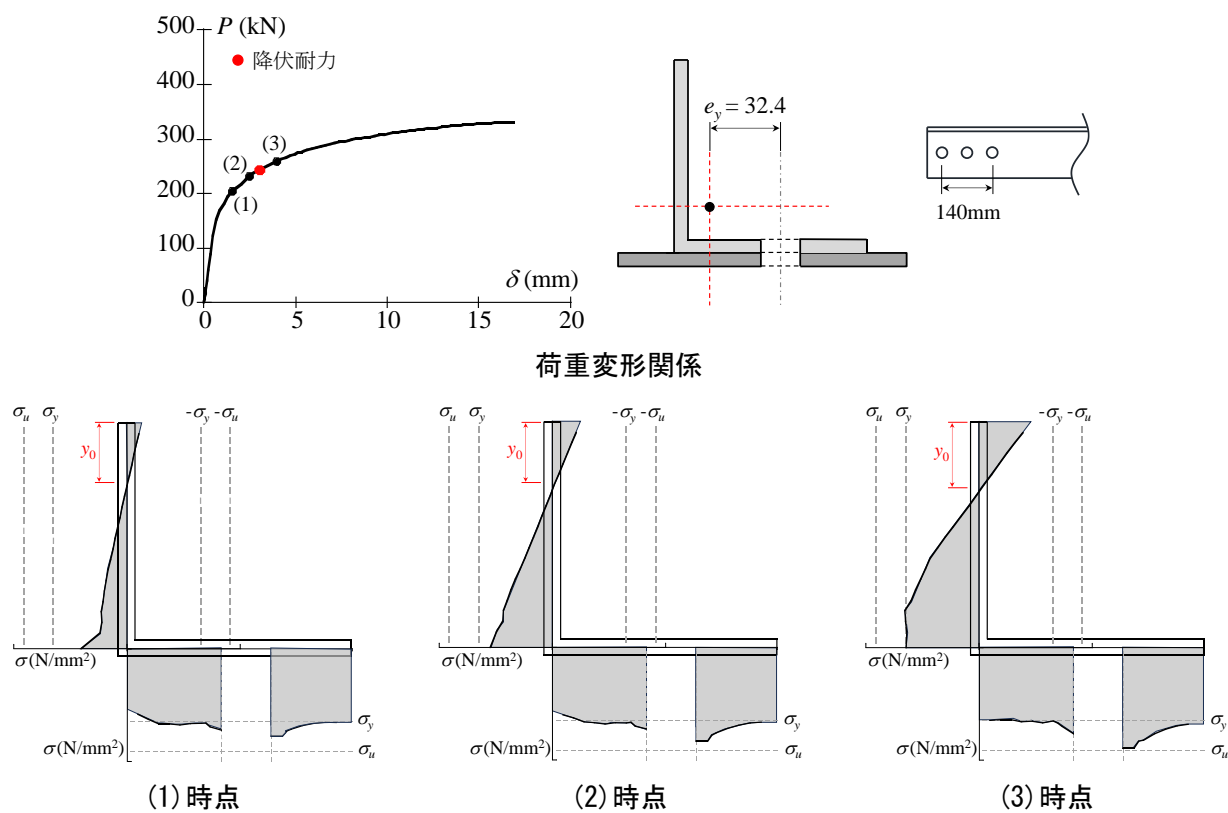 P (kN)
500
400
300
200
100
0
降伏耐力
(1)
(2)
(3)
δ (mm)
0
5
10
15
20
e_y = 32.4
140mm
荷重変形関係
σ_u σ_y -σ_y -σ_u
y_0
σ(N/mm²)
σ_y
σ(N/mm²)
σ_u
(1)時点
σ_u σ_y -σ_y -σ_u
y_0
σ(N/mm²)
σ_y
σ(N/mm²)
σ_u
(2)時点
σ_u σ_y -σ_y -σ_u
y_0
σ(N/mm²)
σ_y
σ(N/mm²)
σ_u
(3)時点